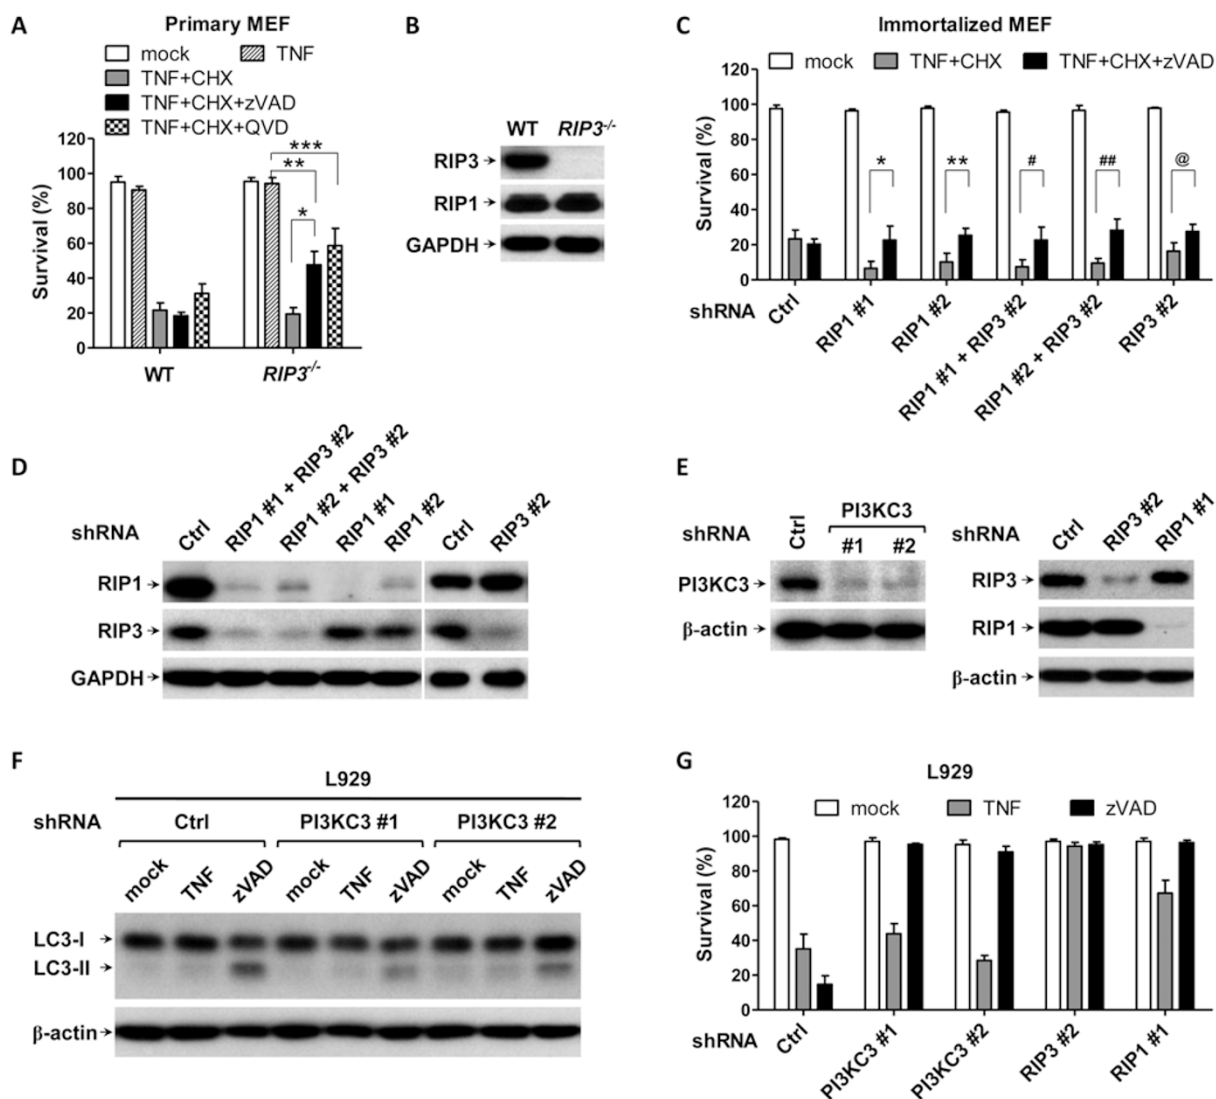 A
Primary MEF
mock
TNF
TNF+CHX
TNF+CHX+zVAD
TNF+CHX+QVD
120
100
80
60
40
20
0
Survival (%)
***
**
*
WT
RIP3-/-
B
WT
RIP3-/-
RIP3
RIP1
GAPDH
C
Immortalized MEF
mock
TNF+CHX
TNF+CHX+zVAD
120
100
80
60
40
20
0
Survival (%)
*
**
#
##
@
shRNA
Ctrl
RIP1 #1
RIP1 #2
RIP1 #1 + RIP3 #2
RIP1 #2 + RIP3 #2
RIP3 #2
D
shRNA
Ctrl
RIP1 #1 + RIP3 #2
RIP1 #2 + RIP3 #2
RIP1 #1
RIP1 #2
Ctrl
RIP3 #2
RIP1
RIP3
GAPDH
E
shRNA
Ctrl
PI3KC3
#1
#2
PI3KC3
β-actin
shRNA
Ctrl
RIP3 #2
RIP1 #1
RIP3
RIP1
β-actin
F
L929
shRNA
Ctrl
PI3KC3 #1
PI3KC3 #2
mock
TNF
zVAD
mock
TNF
zVAD
mock
TNF
zVAD
LC3-I
LC3-II
β-actin
G
L929
mock
TNF
zVAD
120
100
80
60
40
20
0
Survival (%)
shRNA
Ctrl
PI3KC3 #1
PI3KC3 #2
RIP3 #2
RIP1 #1